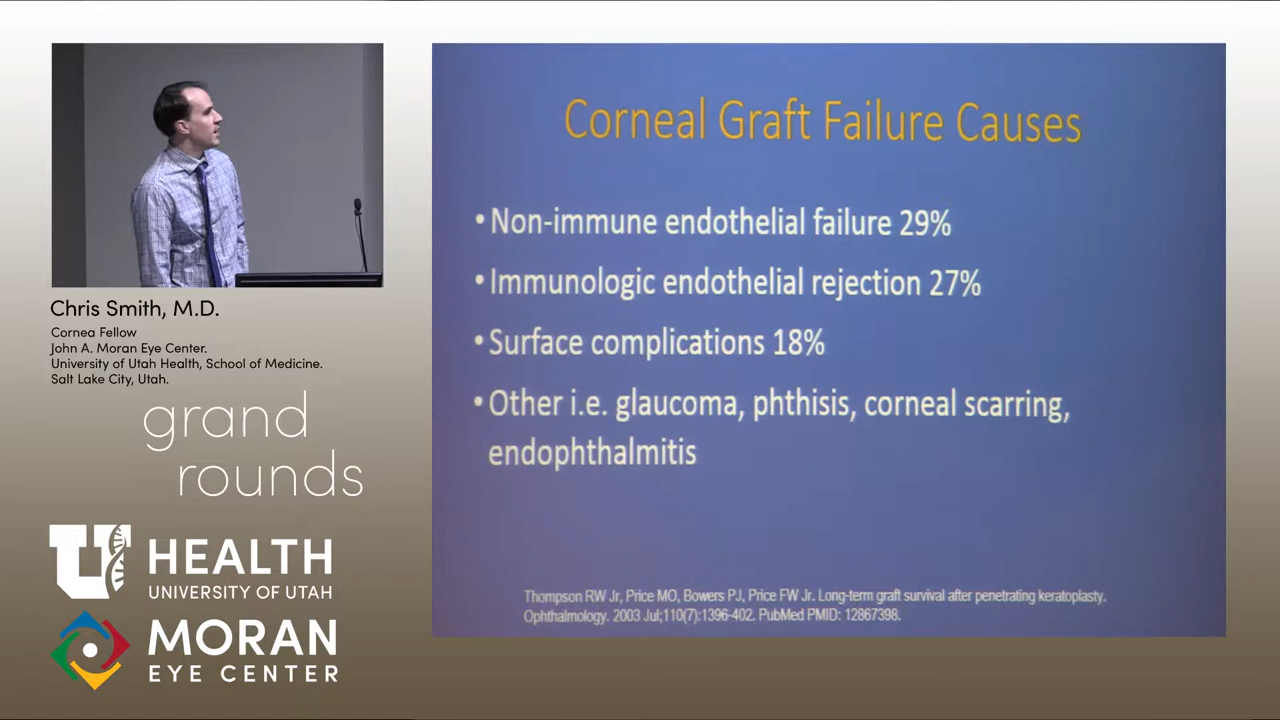 Corneal Graft Failure Causes
• Non-immune endothelial failure 29%
• Immunologic endothelial rejection 27%
• Surface complications 18%
• Other i.e. glaucoma, phthisis, corneal scarring,
endophthalmitis
Thompson RW Jr, Price MO, Bowers PJ, Price FW Jr. Long-term graft survival after penetrating keratoplasty.
Ophthalmology. 2003 Jul;110(7):1396-402. PubMed PMID: 12867398.
Chris Smith, M.D.
Cornea Fellow
John A. Moran Eye Center.
University of Utah Health, School of Medicine.
Salt Lake City, Utah.
grand
rounds
U HEALTH
UNIVERSITY OF UTAH
MORAN
EYE CENTER